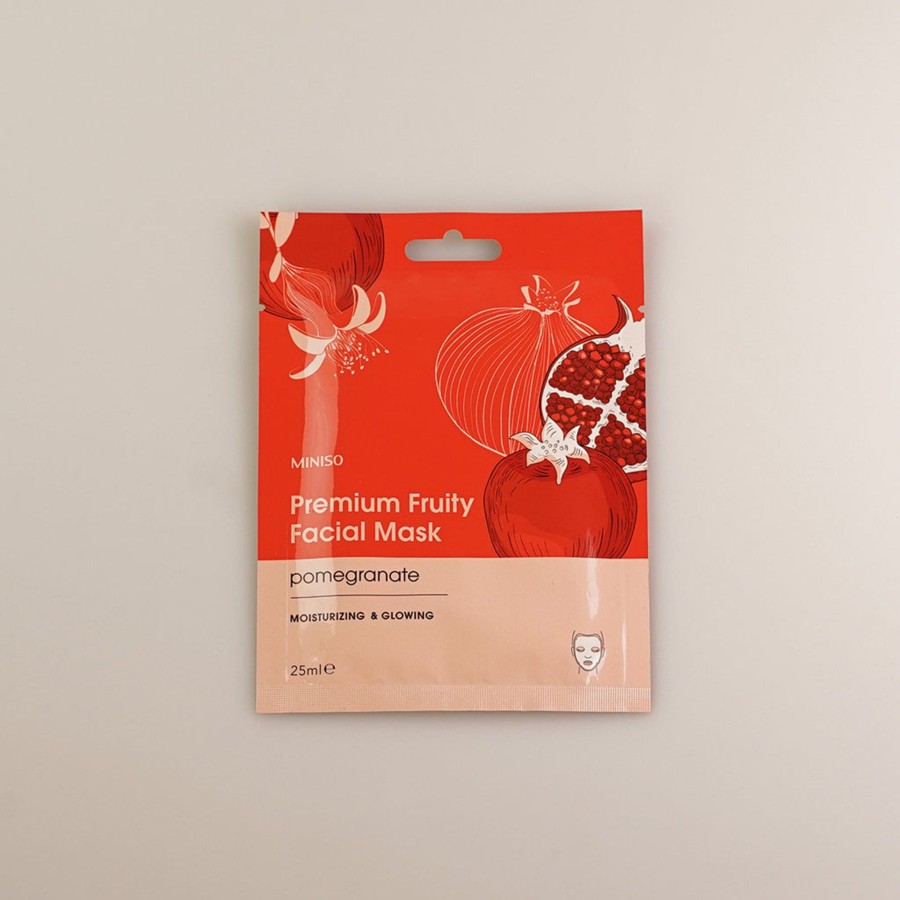 MINISO
Premium Fruity
Facial Mask
pomegranate
MOISTURIZING & GLOWING
25ml℮